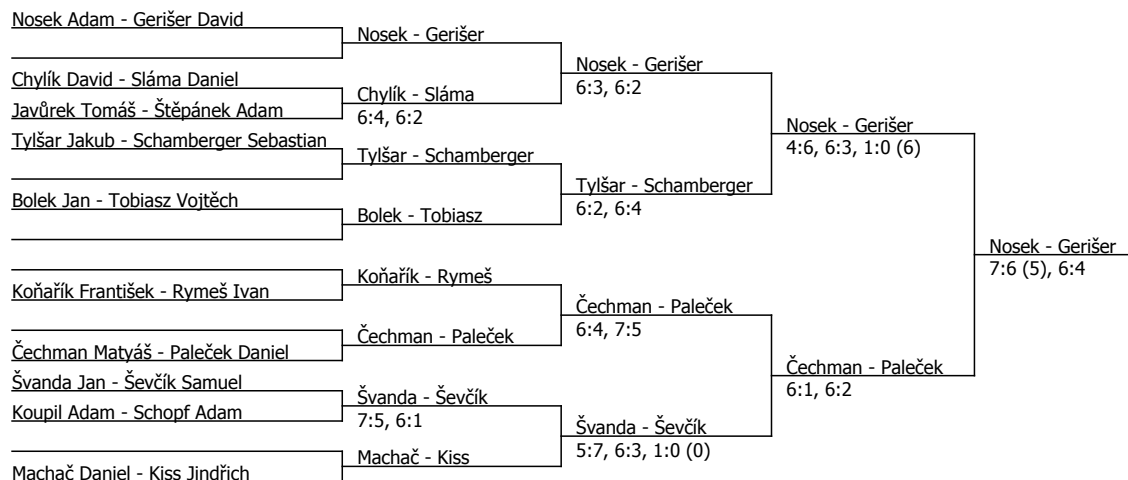 Nosek Adam - Gerišer David
Chylík David - Sláma Daniel
Javůrek Tomáš - Štěpánek Adam
Tylšar Jakub - Schamberger Sebastian
Bolek Jan - Tobiasz Vojtěch
Koňařík František - Rymeš Ivan
Čechman Matyáš - Paleček Daniel
Švanda Jan - Ševčík Samuel
Koupil Adam - Schopf Adam
Machač Daniel - Kiss Jindřich
Nosek - Gerišer
Chylík - Sláma
6:4, 6:2
Tylšar - Schamberger
Bolek - Tobiasz
Koňařík - Rymeš
Čechman - Paleček
Švanda - Ševčík
7:5, 6:1
Machač - Kiss
Nosek - Gerišer
6:3, 6:2
Tylšar - Schamberger
6:2, 6:4
Čechman - Paleček
6:4, 7:5
Švanda - Ševčík
5:7, 6:3, 1:0 (0)
Nosek - Gerišer
4:6, 6:3, 1:0 (6)
Čechman - Paleček
6:1, 6:2
Nosek - Gerišer
7:6 (5), 6:4